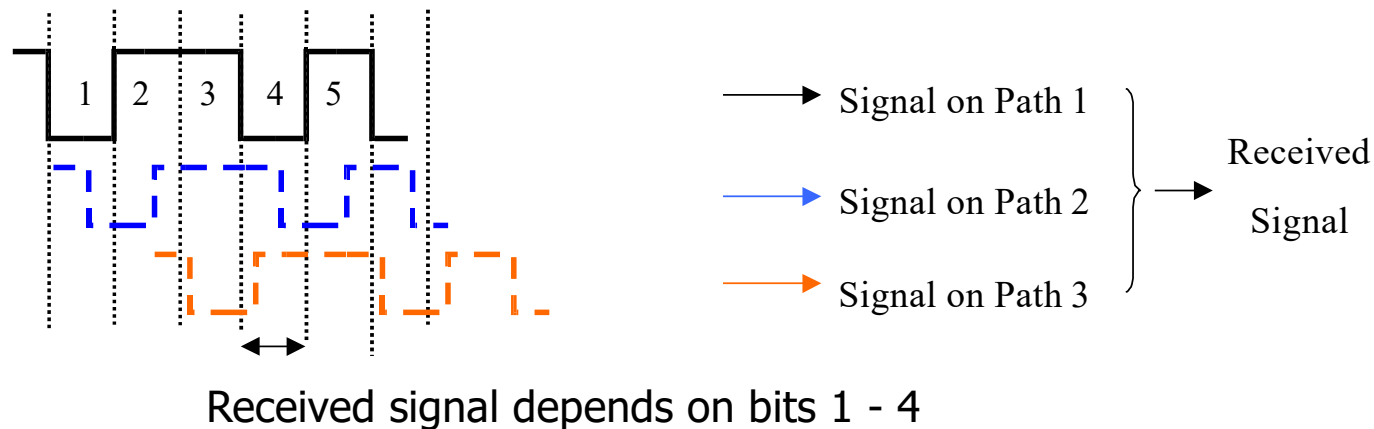 1 2 3 4 5
Signal on Path 1
Signal on Path 2
Signal on Path 3
Received
Signal
Received signal depends on bits 1 - 4